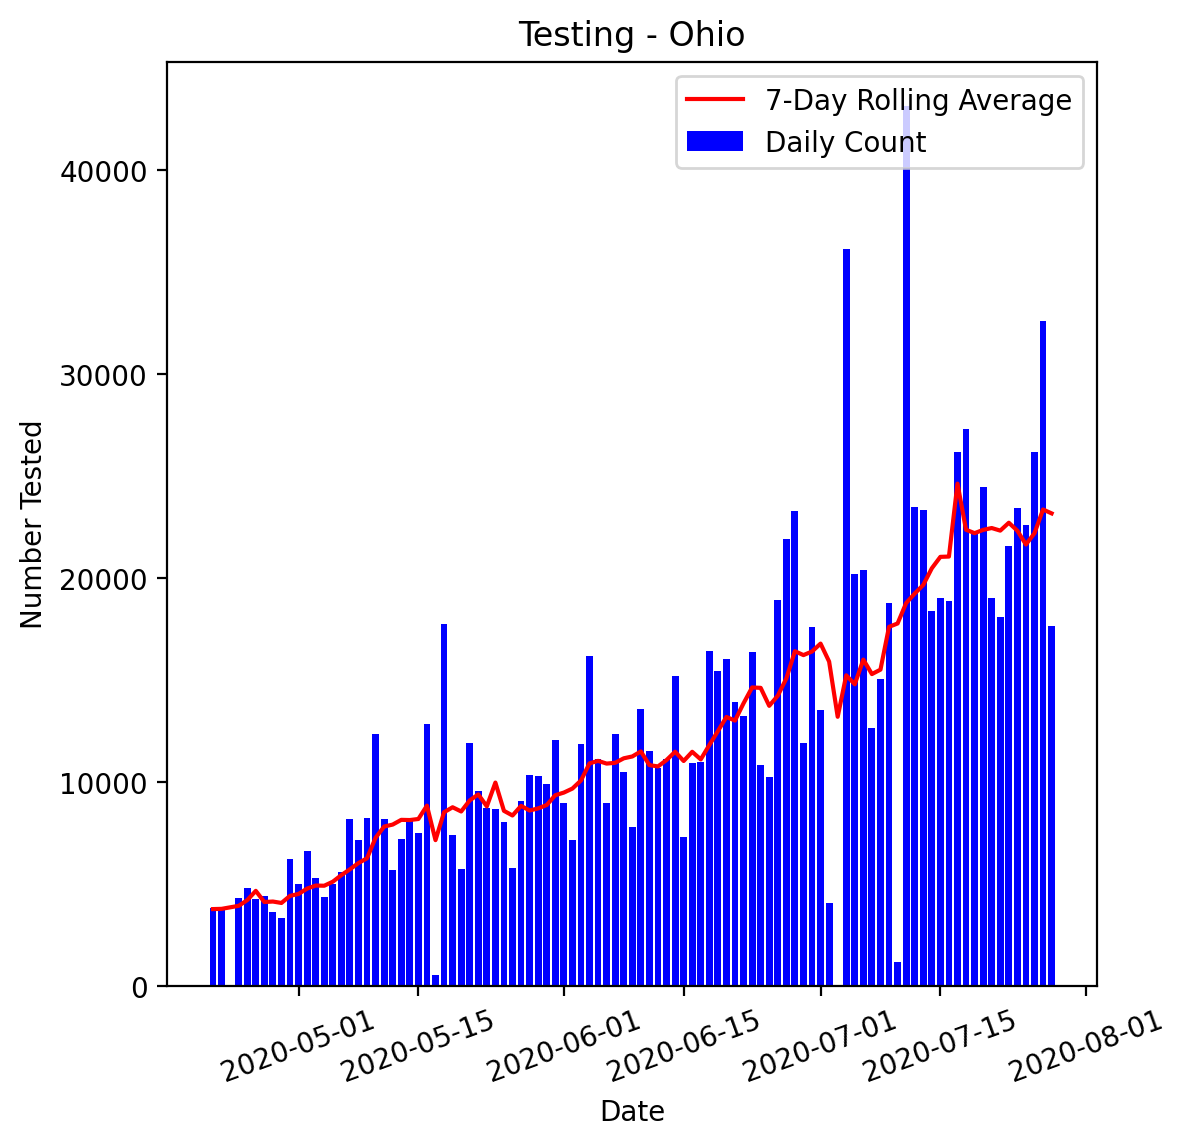 Testing - Ohio
7-Day Rolling Average
Daily Count
40000
30000
20000
10000
0
Number Tested
2020-05-01
2020-05-15
2020-06-01
2020-06-15
2020-07-01
2020-07-15
2020-08-01
Date